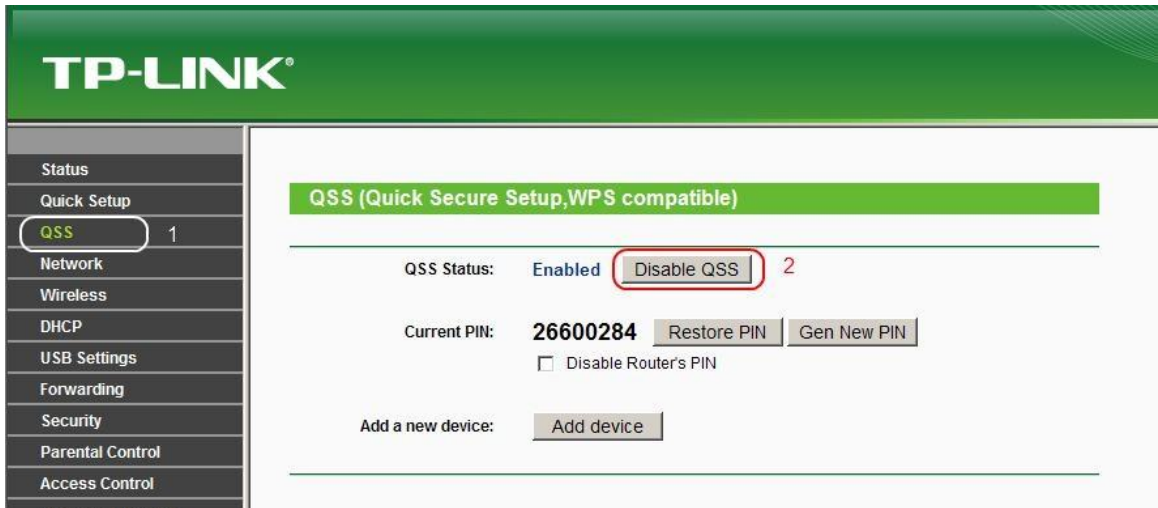 TP-LINK®
Status
Quick Setup
QSS 1
Network
Wireless
DHCP
USB Settings
Forwarding
Security
Parental Control
Access Control
QSS (Quick Secure Setup,WPS compatible)
QSS Status: Enabled Disable QSS 2
Current PIN: 26600284 Restore PIN Gen New PIN
Disable Router's PIN
Add a new device: Add device